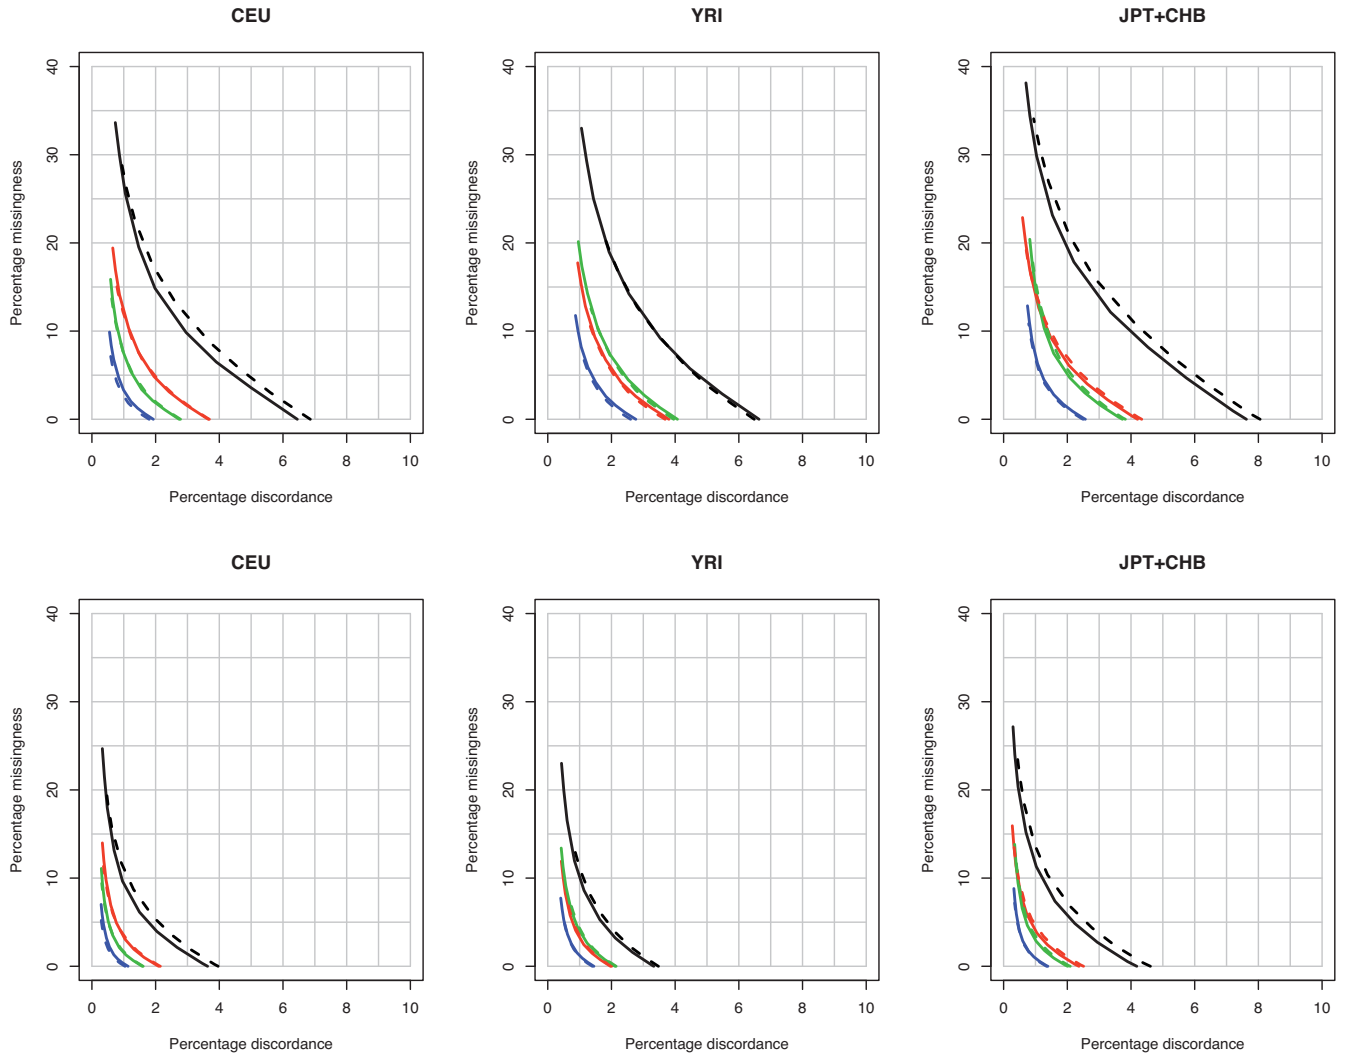 CEU YRI JPT+CHB
40 40 40
30 30 30
20 20 20
10 10 10
0 0 0
Percentage missingness Percentage missingness Percentage missingness
0 2 4 6 8 10 0 2 4 6 8 10 0 2 4 6 8 10
Percentage discordance Percentage discordance Percentage discordance
CEU YRI JPT+CHB
40 40 40
30 30 30
20 20 20
10 10 10
0 0 0
Percentage missingness Percentage missingness Percentage missingness
0 2 4 6 8 10 0 2 4 6 8 10 0 2 4 6 8 10
Percentage discordance Percentage discordance Percentage discordance